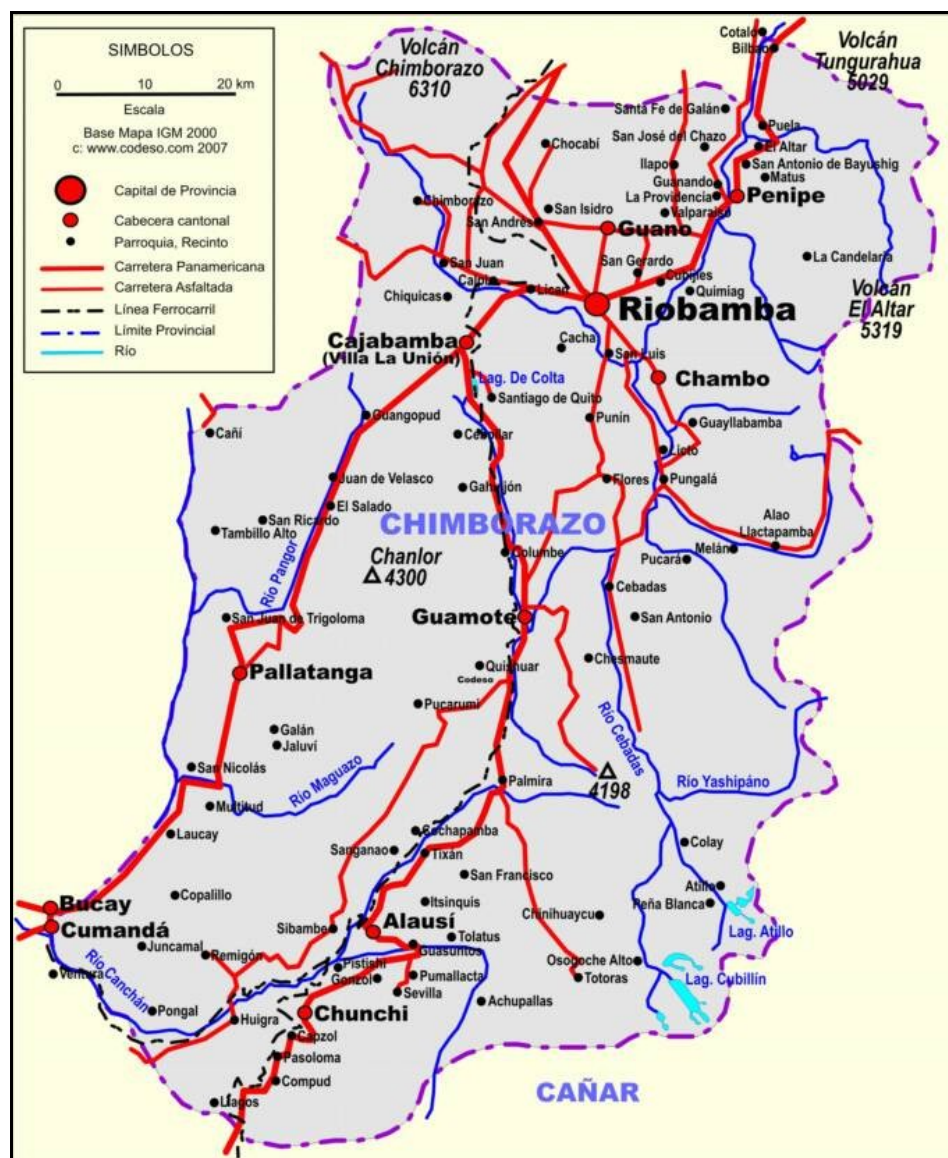 SIMBOLOS
0 10 20 km
Escala
Base Mapa IGM 2000
c: www.codeso.com 2007
Capital de Provincia
Cabecera cantonal
Parroquia, Recinto
Carretera Panamericana
Carretera Asfaltada
Línea Ferrocarril
Límite Provincial
Río
Volcán
Chimborazo
6310
Cotaló
Bilbao
Volcán
Tungurahua
5029
Santa Fe de Galán
Puela
San José del Chazo
El Altar
Chocabí
Ilapo
San Antonio de Bayushig
Matus
Guanando
La Providencia
Penipe
Chimborazo
San Isidro
Valparaíso
San Andrés
Guano
La Candelaria
San Juan
San Gerardo
Cubijíes
Calpi
Lican
Quimiag
Chiquicas
Riobamba
Volcán
El Altar
5319
Cajabamba
(Villa La Unión)
Cacha
San Luis
Lag. De Colta
Chambo
Santiago de Quito
Guangopud
Punín
Guayllabamba
Cañí
Licto
Juan de Velasco
Flores
Pungalá
El Salado
San Ricardo
Tambillo Alto
CHIMBORAZO
Alao
Llactapamba
Chanlor
4300
Columbe
Melán
Pucará
Río Pangor
Cebadas
San Juan de Trigoloma
Guamote
San Antonio
Pallatanga
Quishuar
Codeso
Chesmaute
Pucarumi
Galán
Jaluví
Río Cebadas
San Nicolás
Río Maguazo
Palmira
4198
Río Yashipáno
Multitud
Laucay
Cochapamba
Colay
Sanganao
Tixán
San Francisco
Copalillo
Itsinquis
Atillo
Peña Blanca
Bucay
Cumandá
Chinihuaycu
Sibambe
Alausí
Lag. Atillo
Juncamal
Remigón
Tolatus
Guasuntos
Ventura
Río Canchán
Pistishi
Gonzol
Pumallacta
Osogoche Alto
Totoras
Lag. Cubillín
Sevilla
Achupallas
Pongal
Huigra
Chunchi
Capzol
Pasoloma
Compud
Llagos
CAÑAR